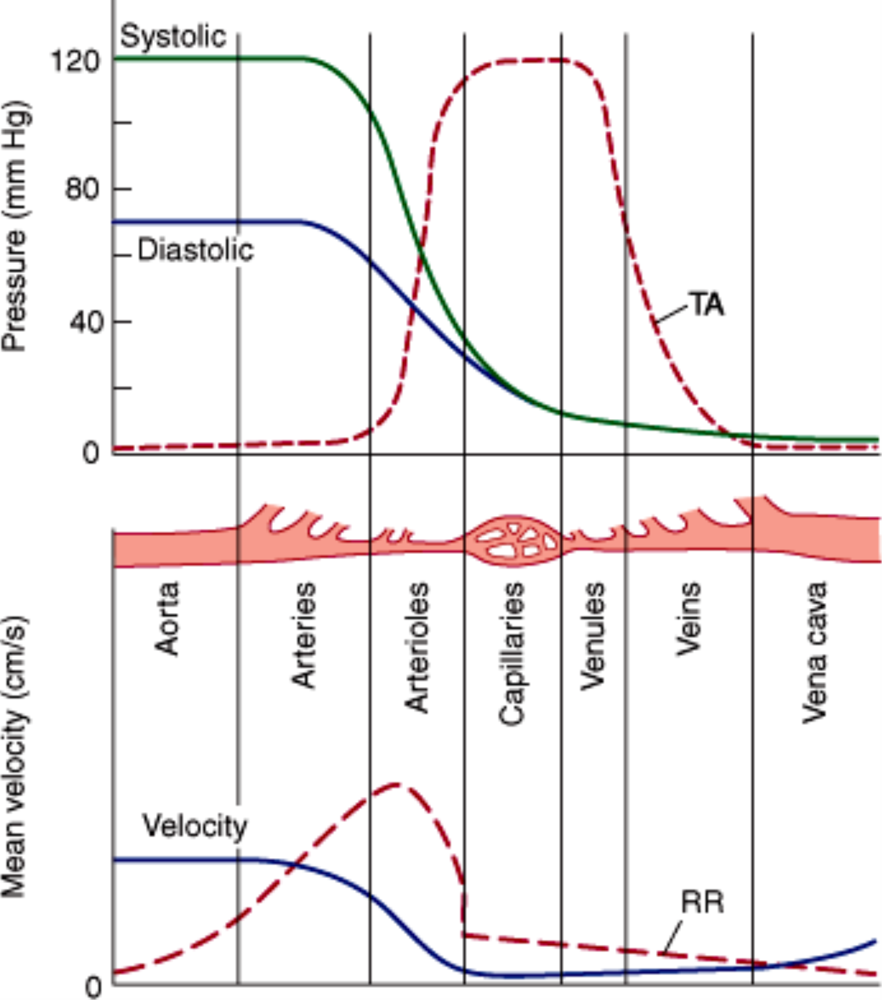 Systolic
120
80
Diastolic
40
0
Pressure (mm Hg)
TA
Aorta
Arteries
Arterioles
Capillaries
Venules
Veins
Vena cava
Mean velocity (cm/s)
Velocity
RR
0